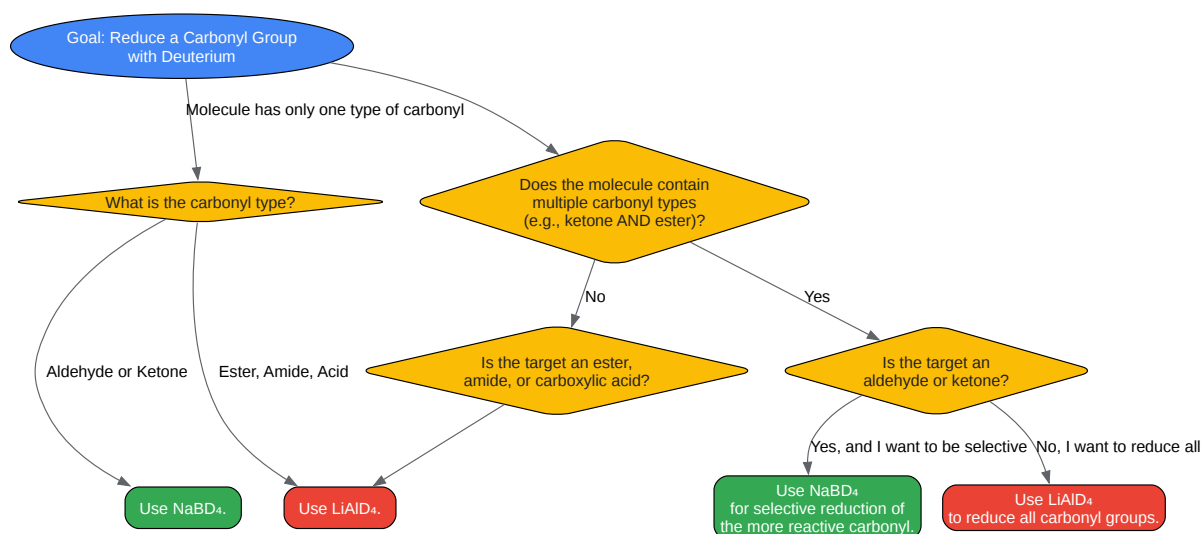 Goal: Reduce a Carbonyl Group
with Deuterium
Molecule has only one type of carbonyl
What is the carbonyl type?
Does the molecule contain
multiple carbonyl types
(e.g., ketone AND ester)?
No
Yes
Aldehyde or Ketone
Ester, Amide, Acid
Is the target an ester,
amide, or carboxylic acid?
Is the target an
aldehyde or ketone?
Yes, and I want to be selective
No, I want to reduce all
Use NaBD₄.
Use LiAlD₄.
Use NaBD₄
for selective reduction of
the more reactive carbonyl.
Use LiAlD₄
to reduce all carbonyl groups.